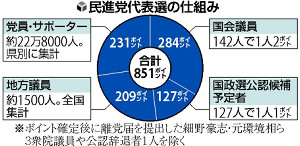 民進党代表選の仕組み
党員・サポーター
約22万8000人。
県別に集計
231ポイント
284ポイント
国会議員
142人で1人2ポイント
合計
851ポイント
地方議員
約1500人。全国
集計
209ポイント
127ポイント
国政選公認候補
予定者
127人で1人1ポイント
※ポイント確定後に離党届を提出した細野豪志・元環境相ら
3衆院議員や公認辞退者1人を除く